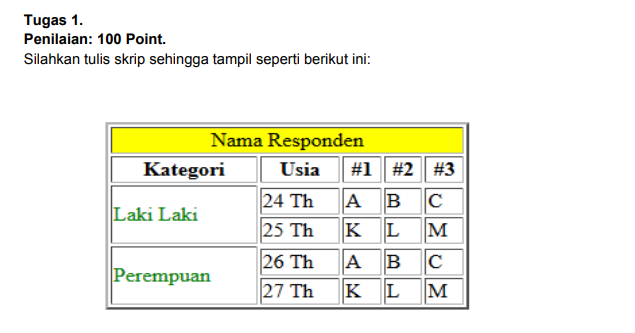 Tugas 1.
Penilaian: 100 Point.
Silahkan tulis skrip sehingga tampil seperti berikut ini:
Nama Responden
Kategori Usia #1 #2 #3
Laki Laki
24 Th A B C
25 Th K L M
Perempuan
26 Th A B C
27 Th K L M